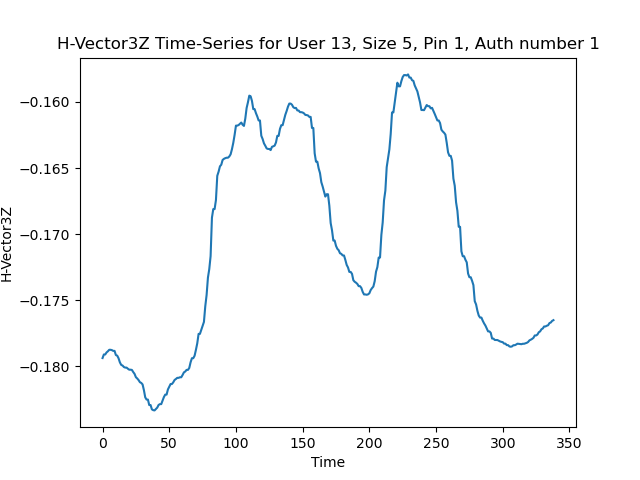 H-Vector3Z Time-Series for User 13, Size 5, Pin 1, Auth number 1
−0.160
−0.165
−0.170
−0.175
−0.180
H-Vector3Z
0 50 100 150 200 250 300 350
Time